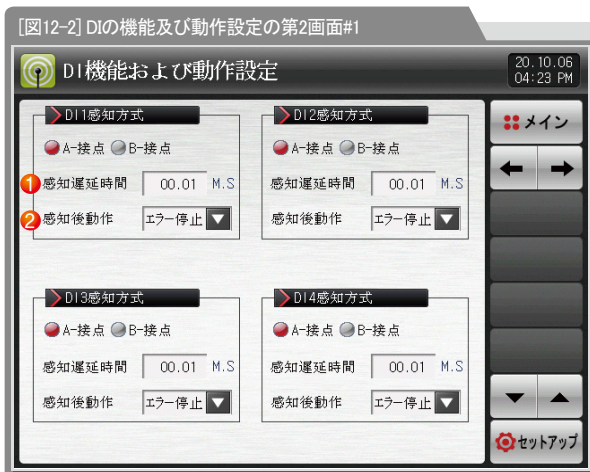 [図12-2] DIの機能及び動作設定の第2画面#1
DI機能および動作設定
20.10.06
04:23 PM
DI1感知方式
A-接点 B-接点
1 感知遅延時間 00.01 M.S
2 感知後動作 エラー停止
DI2感知方式
A-接点 B-接点
感知遅延時間 00.01 M.S
感知後動作 エラー停止
DI3感知方式
A-接点 B-接点
感知遅延時間 00.01 M.S
感知後動作 エラー停止
DI4感知方式
A-接点 B-接点
感知遅延時間 00.01 M.S
感知後動作 エラー停止
メイン
セットアップ